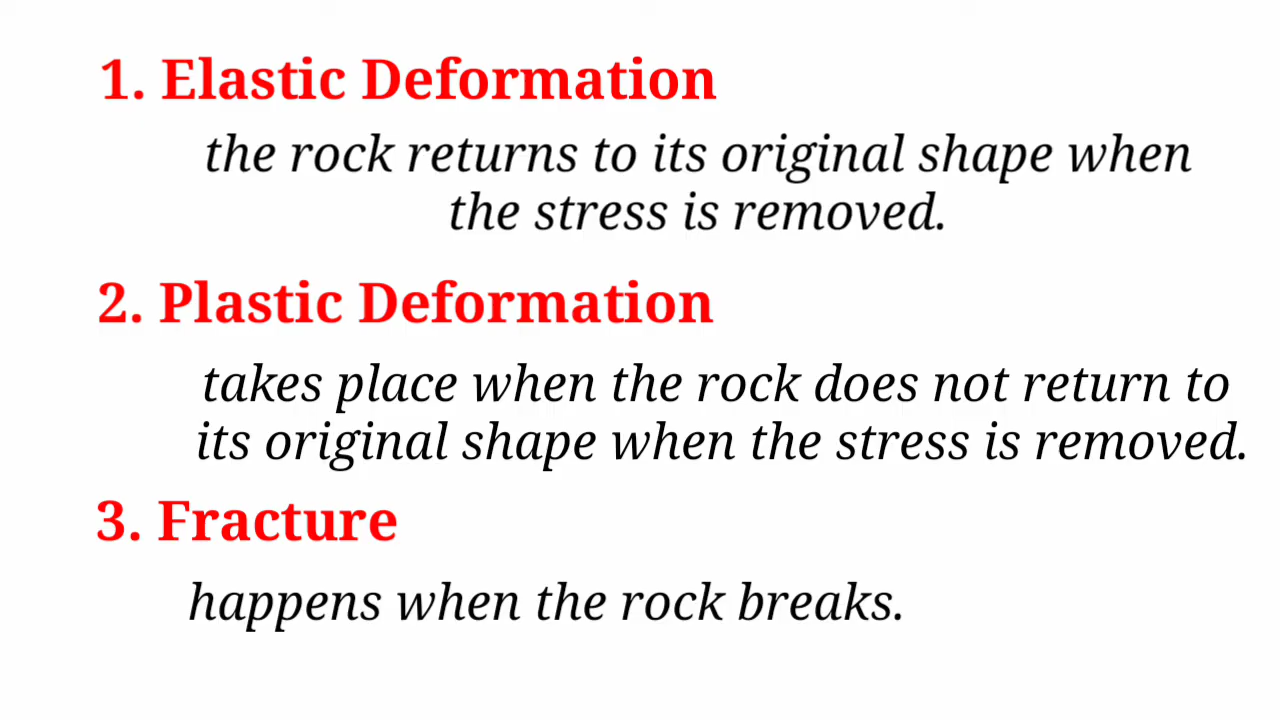 1. Elastic Deformation
the rock returns to its original shape when
the stress is removed.
2. Plastic Deformation
takes place when the rock does not return to
its original shape when the stress is removed.
3. Fracture
happens when the rock breaks.